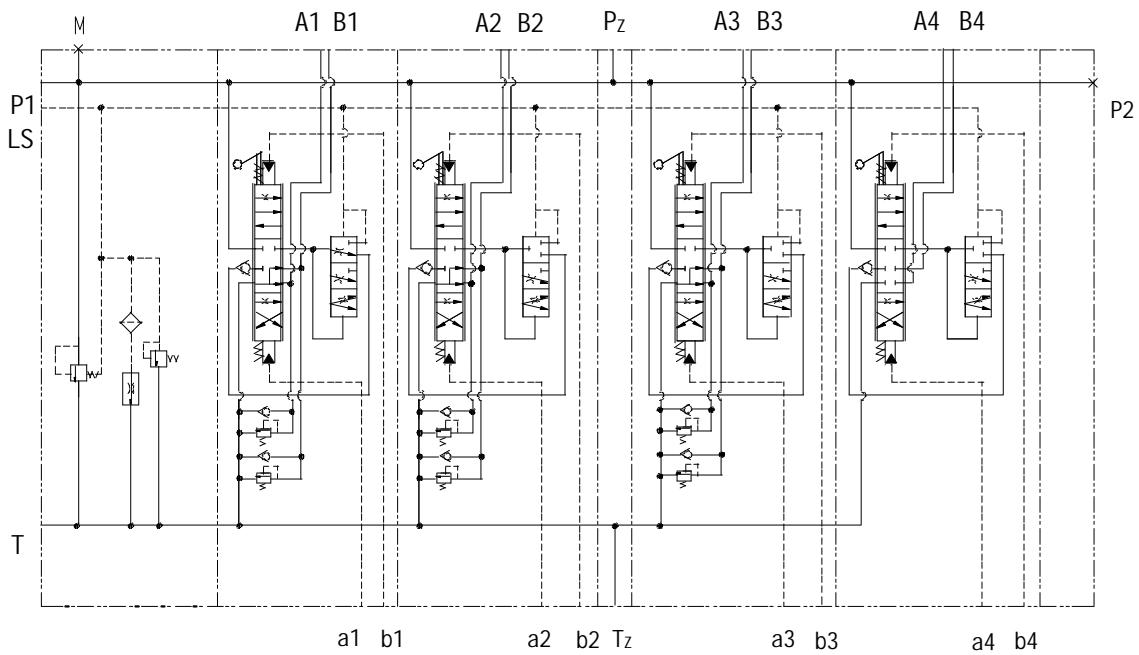 M A1 B1 A2 B2 Pz A3 B3 A4 B4
P1 P2
LS
T
a1 b1 a2 b2 Tz a3 b3 a4 b4